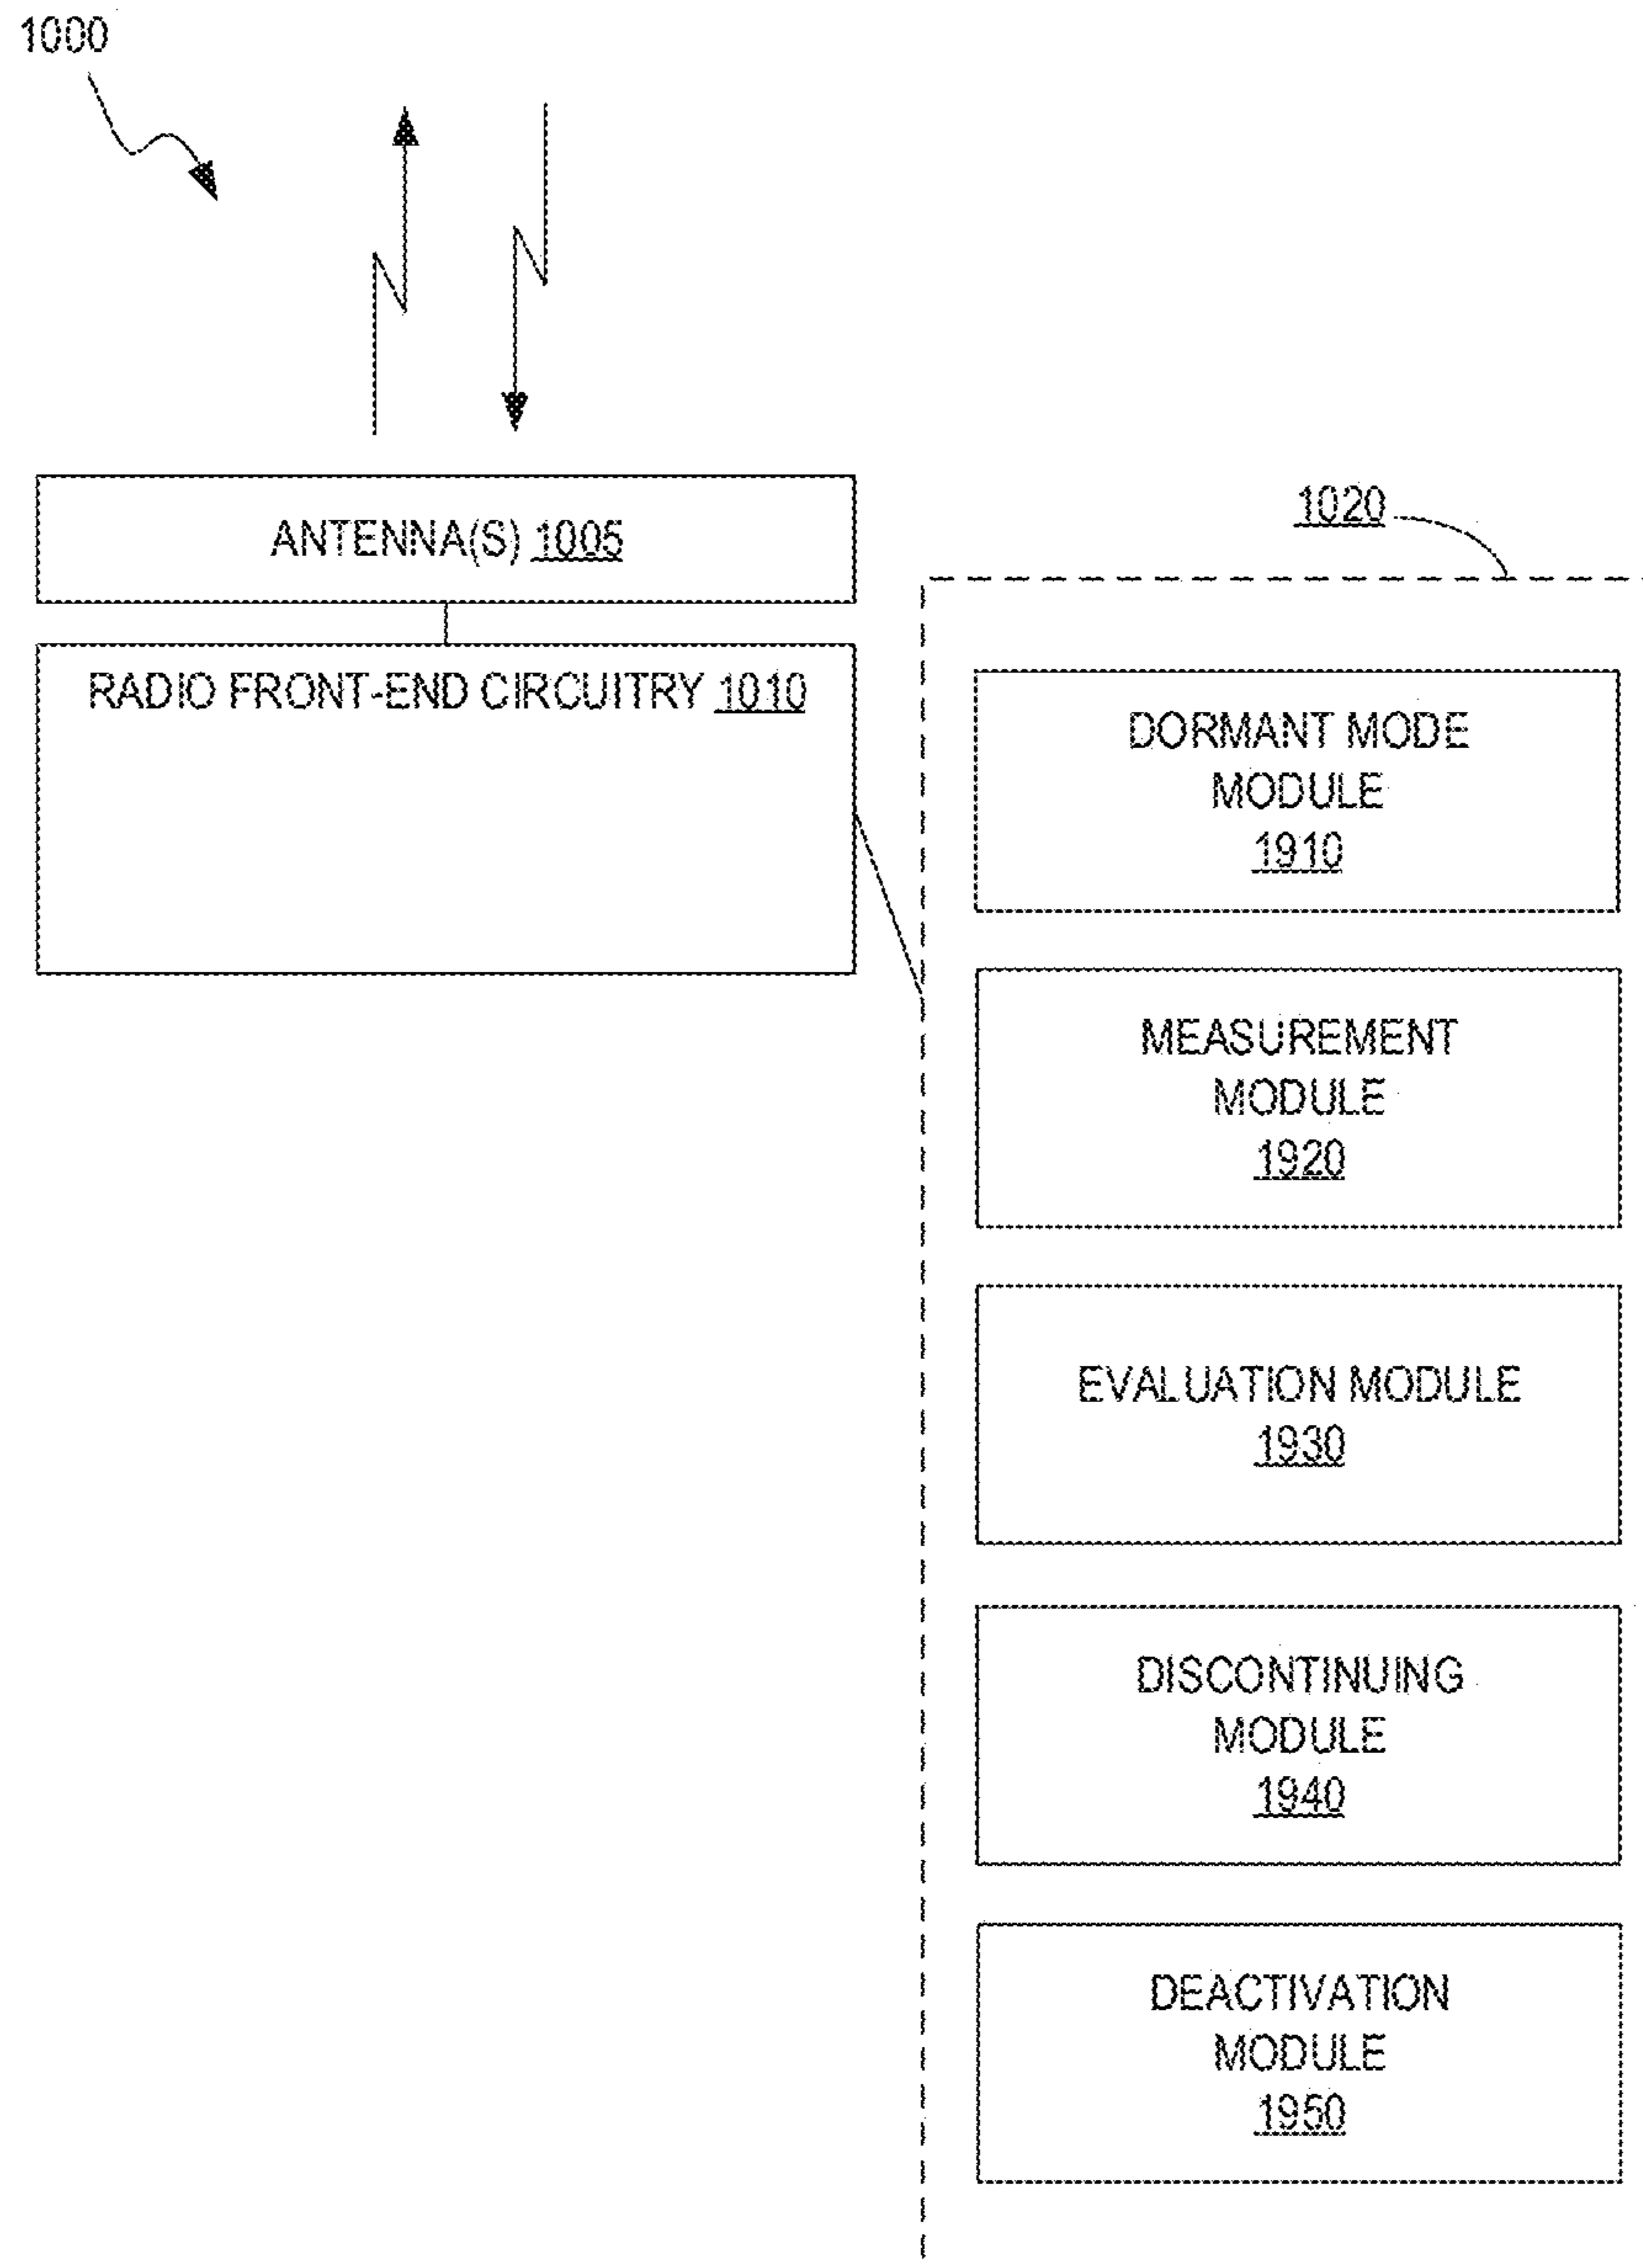 1000
ANTENNA(S) 1005
1020
RADIO FRONT-END CIRCUITRY 1010
DORMANT MODE
MODULE
1910
MEASUREMENT
MODULE
1920
EVALUATION MODULE
1930
DISCONTINUING
MODULE
1940
DEACTIVATION
MODULE
1950